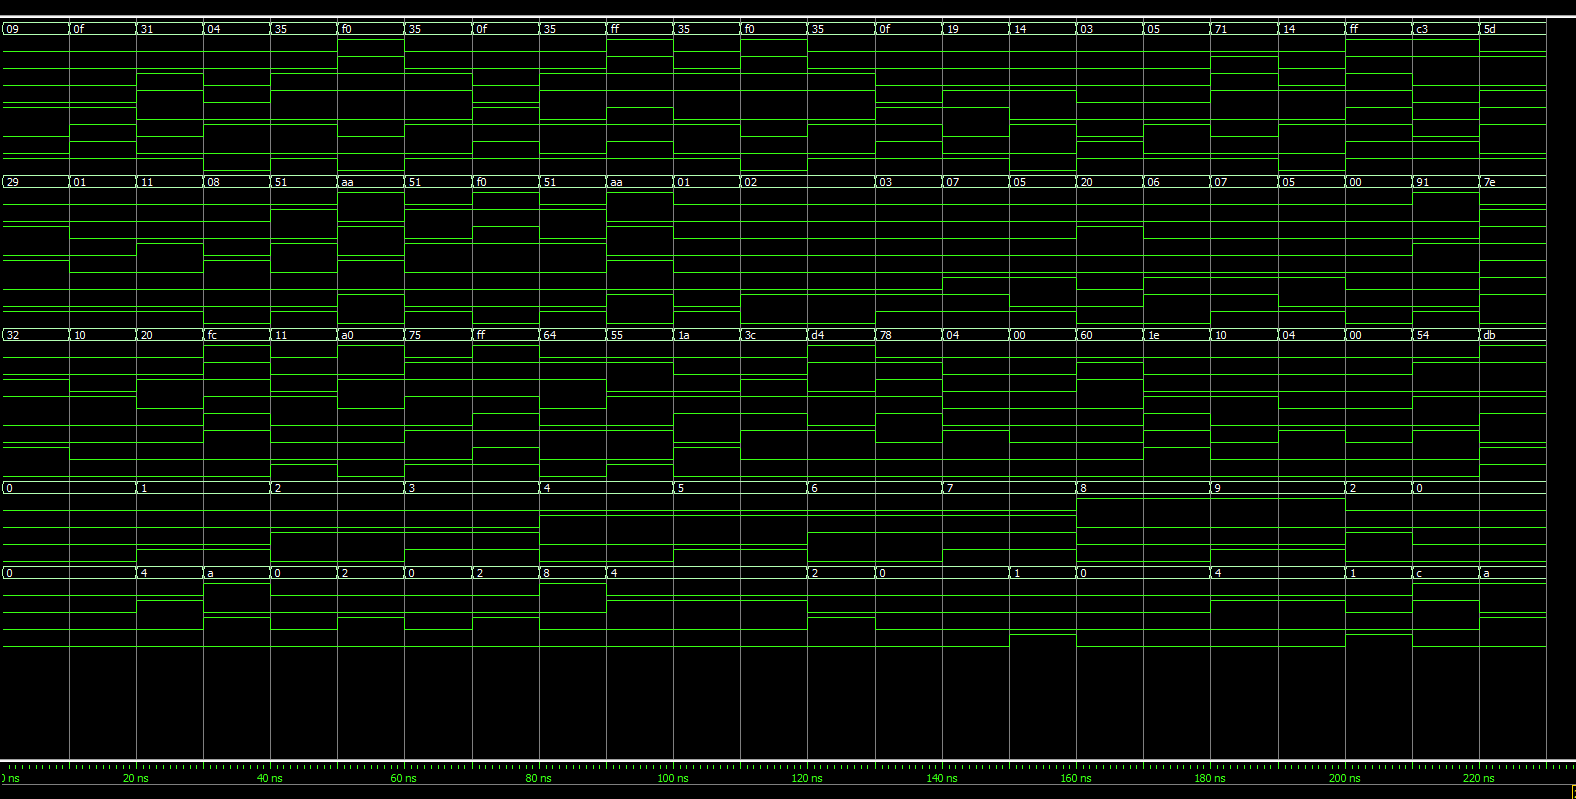 09 0f 31 04 35 f0 35 0f 35 ff 35 f0 35 0f 19 14 03 05 71 14 ff c3 5d
29 01 11 08 51 aa 51 f0 51 aa 01 02 03 07 05 20 06 07 05 00 91 7e
32 10 20 fc 11 a0 75 ff 64 55 1a 3c d4 78 04 00 60 1e 10 04 00 54 db
0 1 2 3 4 5 6 7 8 9 2 0
0 4 a 0 2 0 2 8 4 2 0 1 0 4 1 c a
0 ns 20 ns 40 ns 60 ns 80 ns 100 ns 120 ns 140 ns 160 ns 180 ns 200 ns 220 ns